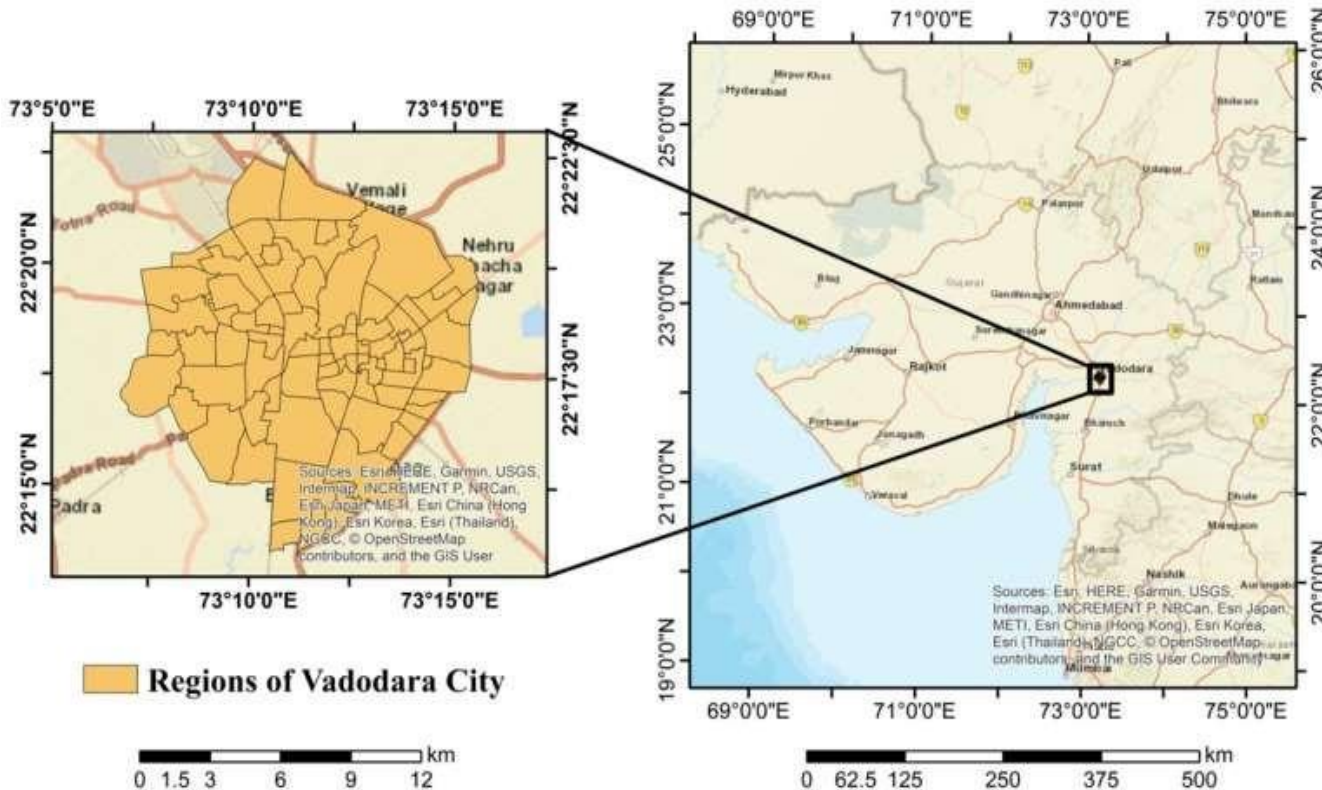 73°5'0"E
73°10'0"E
73°15'0"E
22°22'30"N
22°20'0"N
22°17'30"N
22°15'0"N
Vemali
Nehru
Padra
Sources: Esri, HERE, Garmin, USGS,
Intermap, INCREMENT P, NRCan,
Esri Japan, METI, Esri China (Hong
Kong), Esri Korea, Esri (Thailand),
NGCC, © OpenStreetMap
contributors, and the GIS User
73°10'0"E
73°15'0"E
Regions of Vadodara City
km
0 1.5 3 6 9 12
69°0'0"E
71°0'0"E
73°0'0"E
75°0'0"E
26°0'0"N
25°0'0"N
24°0'0"N
23°0'0"N
22°0'0"N
21°0'0"N
20°0'0"N
19°0'0"N
Pali
Mirpur Khas
Hyderabad
Bhilwara
Udaipur
Palanpur
Bhuj
Gujarat
Gandhinagar
Ahmedabad
Ratlam
Jamnagar
Rajkot
Porbandar
Junagadh
Bharuch
Surat
Veraval
Dhule
Malegaon
Nashik
Sources: Esri, HERE, Garmin, USGS,
Intermap, INCREMENT P, NRCan, Esri Japan,
METI, Esri China (Hong Kong), Esri Korea,
Esri (Thailand), NGCC, © OpenStreetMap
contributors, and the GIS User Community
Mumbai
69°0'0"E
71°0'0"E
73°0'0"E
75°0'0"E
km
0 62.5 125 250 375 500